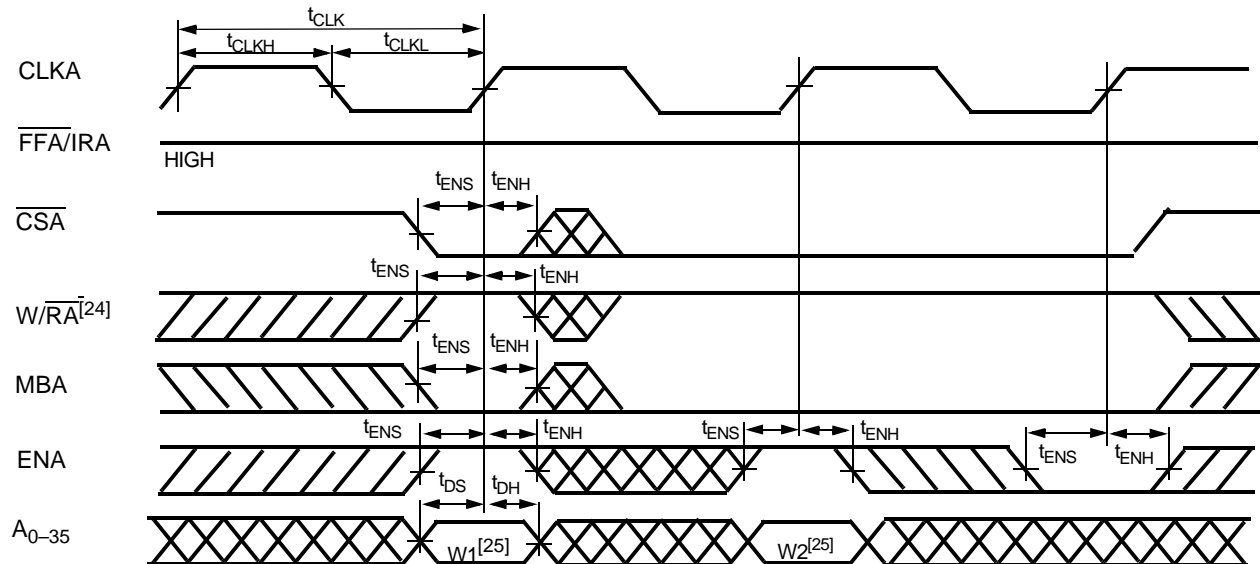 tCLK
tCLKH tCLKL
CLKA
FFA/IRA
HIGH
tENS tENH
CSA
tENS tENH
W/RA[24]
tENS tENH
MBA
tENS tENH tENS tENH
ENA
tENS tENH
tDS tDH
A0–35
W1[25] W2[25]